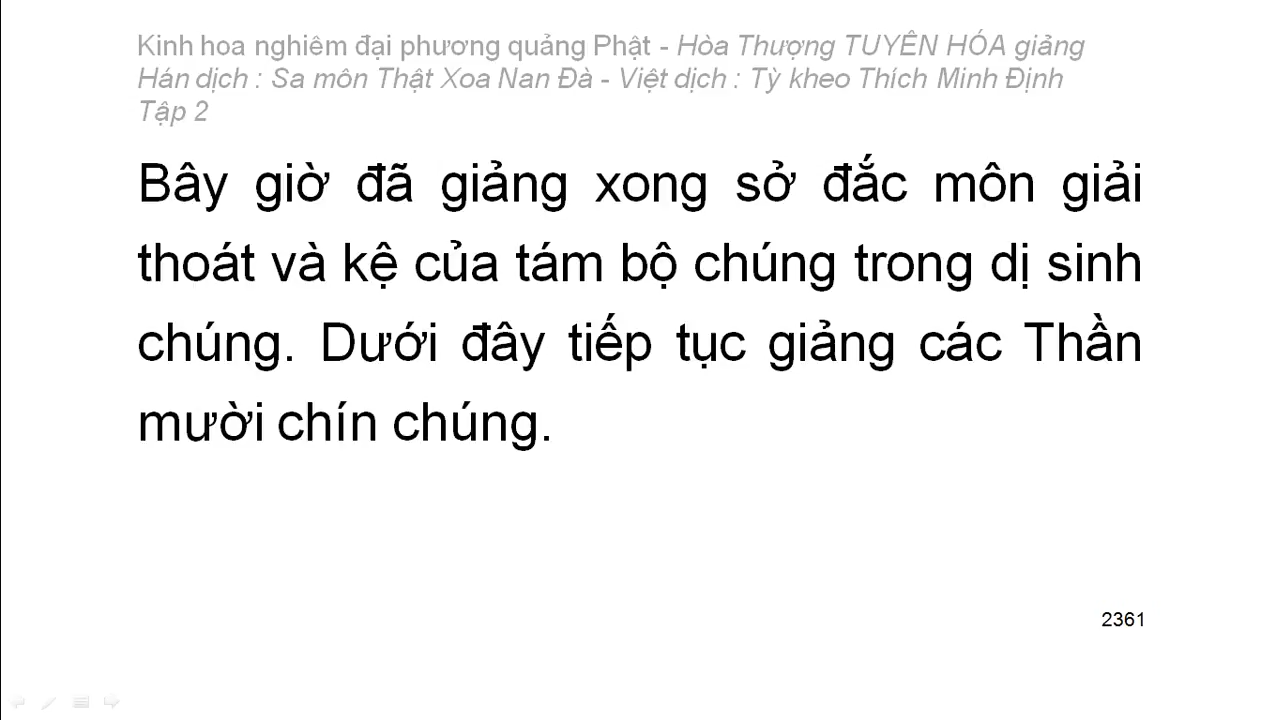 Kinh hoa nghiêm đại phương quảng Phật - Hòa Thượng TUYÊN HÓA giảng
Hán dịch : Sa môn Thật Xoa Nan Đà - Việt dịch : Tỳ kheo Thích Minh Định
Tập 2
Bây giờ đã giảng xong sở đắc môn giải
thoát và kệ của tám bộ chúng trong dị sinh
chúng. Dưới đây tiếp tục giảng các Thần
mười chín chúng.
2361